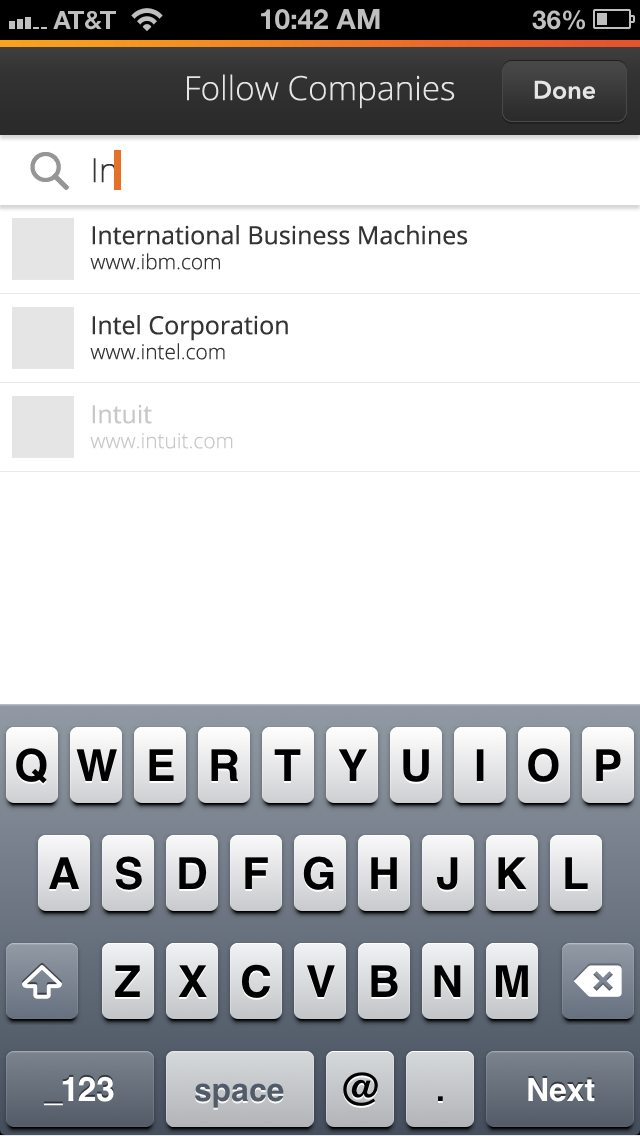 AT&T 10:42 AM 36%
Follow Companies Done
In
International Business Machines
www.ibm.com
Intel Corporation
www.intel.com
Intuit
www.intuit.com
Q W E R T Y U I O P
A S D F G H J K L
Z X C V B N M
_123 space @ . Next